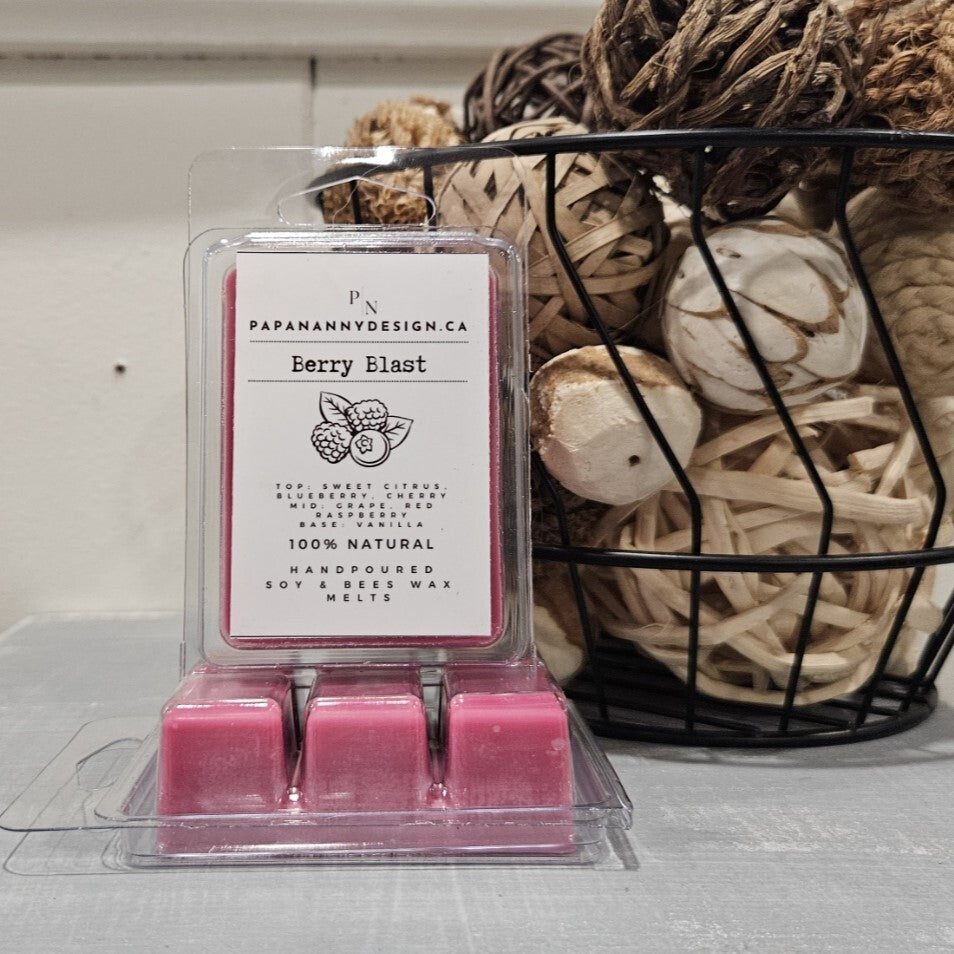 P N
PAPANANNYDESIGN.CA
Berry Blast
TOP: SWEET CITRUS,
BLUEBERRY, CHERRY
MID: GRAPE, RED
RASPBERRY
BASE: VANILLA
100% NATURAL
HANDPOURED
SOY & BEES WAX
MELTS